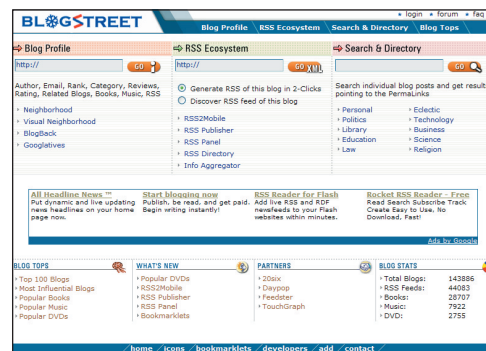 BLOGSTREET
login • forum • faq
Blog Profile RSS Ecosystem Search & Directory Blog Tops
Blog Profile
http://
GO
Author, Email, Rank, Category, Reviews,
Rating, Related Blogs, Books, Music, RSS
Neighborhood
Visual Neighborhood
BlogBack
Googlatives
RSS Ecosystem
http://
GO XML
Generate RSS of this blog in 2-Clicks
Discover RSS feed of this blog
RSS2Mobile
RSS Publisher
RSS Panel
RSS Directory
Info Aggregator
Search & Directory
GO
Search individual blog posts and get result
pointing to the PermaLinks
Personal Eclectic
Politics Technology
Library Business
Education Science
Law Religion
All Headline News ™
Put dynamic and live updating
news headlines on your home
page now.
Start blogging now
Publish, be read, and get paid.
Begin writing instantly!
RSS Reader for Flash
Add live RSS and RDF
newsfeeds to your Flash
websites within minutes.
Rocket RSS Reader - Free
Read Search Subscribe Track
Create Easy to Use, No
Download, Fast!
Ads by Google
BLOG TOPS
Top 100 Blogs
Most Influential Blogs
Popular Books
Popular Music
Popular DVDs
WHAT'S NEW
Popular DVDs
RSS2Mobile
RSS Publisher
RSS Panel
Bookmarklets
PARTNERS
20six
Daypop
Feedster
TouchGraph
BLOG STATS
Total Blogs: 143886
RSS Feeds: 44083
Books: 28707
Music: 7922
DVD: 2755
home / icons / bookmarklets / developers / add / contact